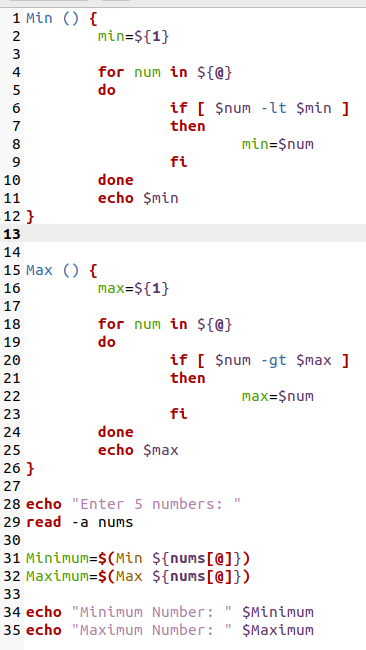 1 Min () {
2 min=${1}
3
4 for num in ${@}
5 do
6 if [ $num -lt $min ]
7 then
8 min=$num
9 fi
10 done
11 echo $min
12 }
13
14
15 Max () {
16 max=${1}
17
18 for num in ${@}
19 do
20 if [ $num -gt $max ]
21 then
22 max=$num
23 fi
24 done
25 echo $max
26 }
27
28 echo "Enter 5 numbers: "
29 read -a nums
30
31 Minimum=$(Min ${nums[@]})
32 Maximum=$(Max ${nums[@]})
33
34 echo "Minimum Number: " $Minimum
35 echo "Maximum Number: " $Maximum